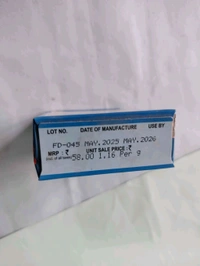 LOT NO. DATE OF MANUFACTURE USE BY
FD-045 MAY.2025 MAY.2026
MRP ₹ UNIT SALE PRICE ₹
58.00 1.16 Per g